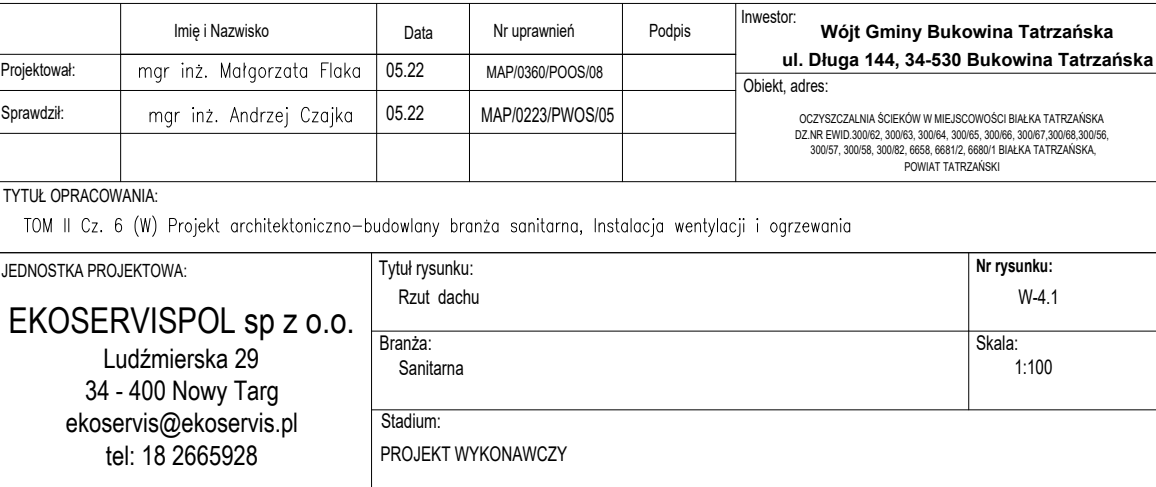 Imię i Nazwisko Data Nr uprawnień Podpis
Projektował: mgr inż. Małgorzata Flaka 05.22 MAP/0360/POOS/08
Sprawdził: mgr inż. Andrzej Czajka 05.22 MAP/0223/PWOS/05
Inwestor:
Wójt Gminy Bukowina Tatrzańska
ul. Długa 144, 34-530 Bukowina Tatrzańska
Obiekt, adres:
OCZYSZCZALNIA ŚCIEKÓW W MIEJSCOWOŚCI BIAŁKA TATRZAŃSKA
DZ.NR EWID.300/62, 300/63, 300/64, 300/65, 300/66, 300/67,300/68,300/56,
300/57, 300/58, 300/82, 6658, 6681/2, 6680/1 BIAŁKA TATRZAŃSKA,
POWIAT TATRZAŃSKI
TYTUŁ OPRACOWANIA:
TOM II Cz. 6 (W) Projekt architektoniczno-budowlany branża sanitarna, Instalacja wentylacji i ogrzewania
JEDNOSTKA PROJEKTOWA:
EKOSERVISPOL sp z o.o.
Ludźmierska 29
34 - 400 Nowy Targ
ekoservis@ekoservis.pl
tel: 18 2665928
Tytuł rysunku:
Rzut dachu
Nr rysunku:
W-4.1
Branża:
Sanitarna
Skala:
1:100
Stadium:
PROJEKT WYKONAWCZY